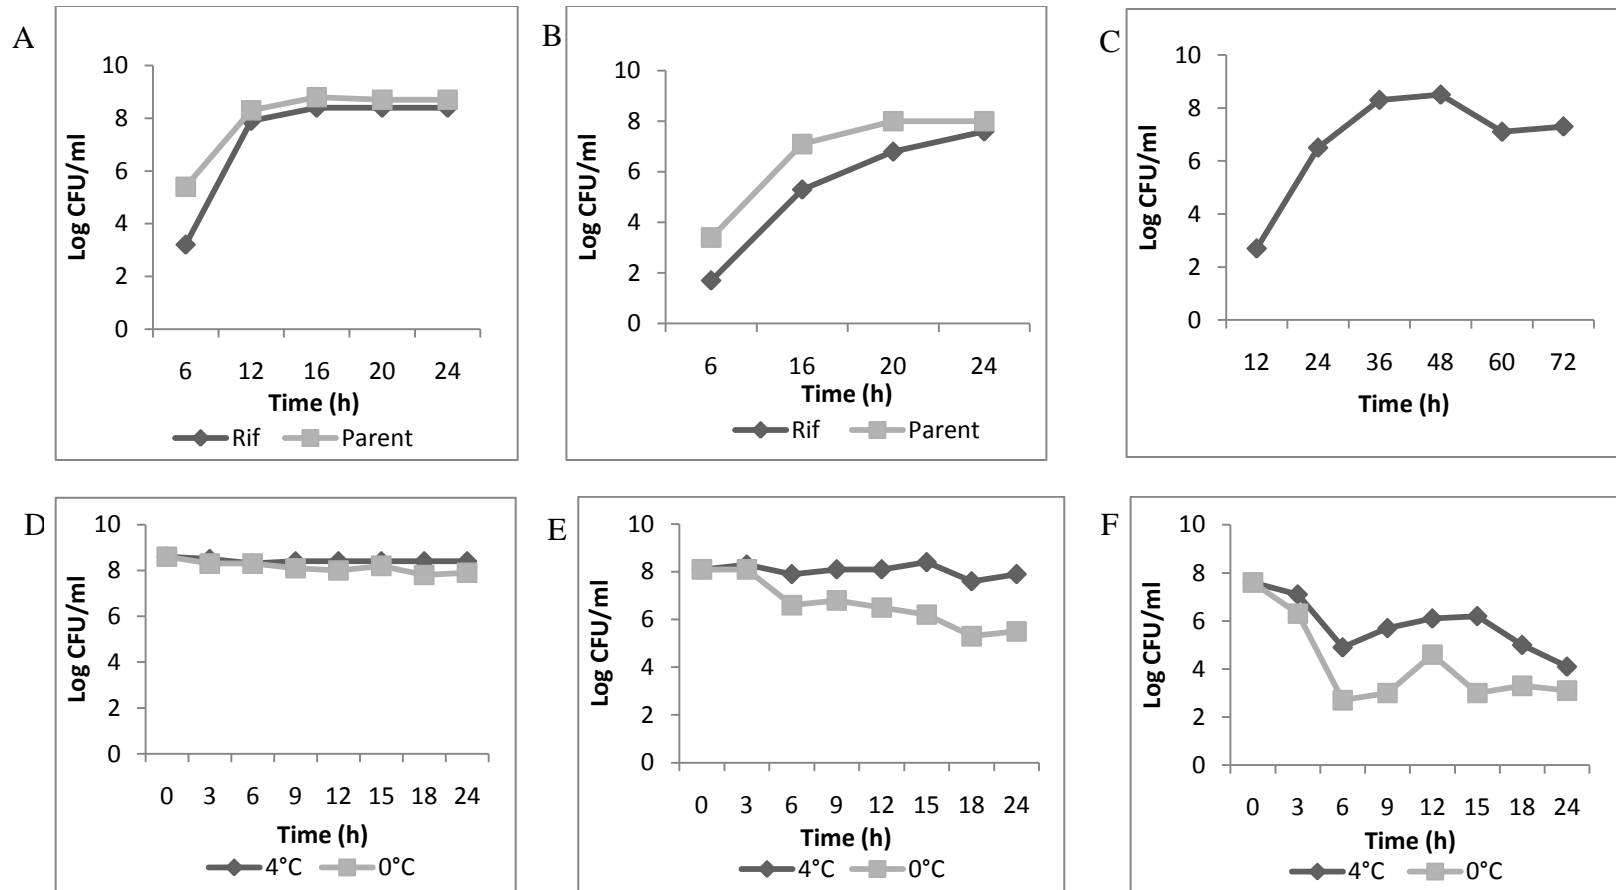 A
10
8
6
4
2
0
Log CFU/ml
6 12 16 20 24
Time (h)
Rif Parent
B
10
8
6
4
2
0
Log CFU/ml
6 16 20 24
Time (h)
Rif Parent
C
10
8
6
4
2
0
Log CFU/ml
12 24 36 48 60 72
Time (h)
D
10
8
6
4
2
0
Log CFU/ml
0 3 6 9 12 15 18 24
Time (h)
4°C 0°C
E
10
8
6
4
2
0
Log CFU/ml
0 3 6 9 12 15 18 24
Time (h)
4°C 0°C
F
10
8
6
4
2
0
Log CFU/ml
0 3 6 9 12 15 18 24
Time (h)
4°C 0°C